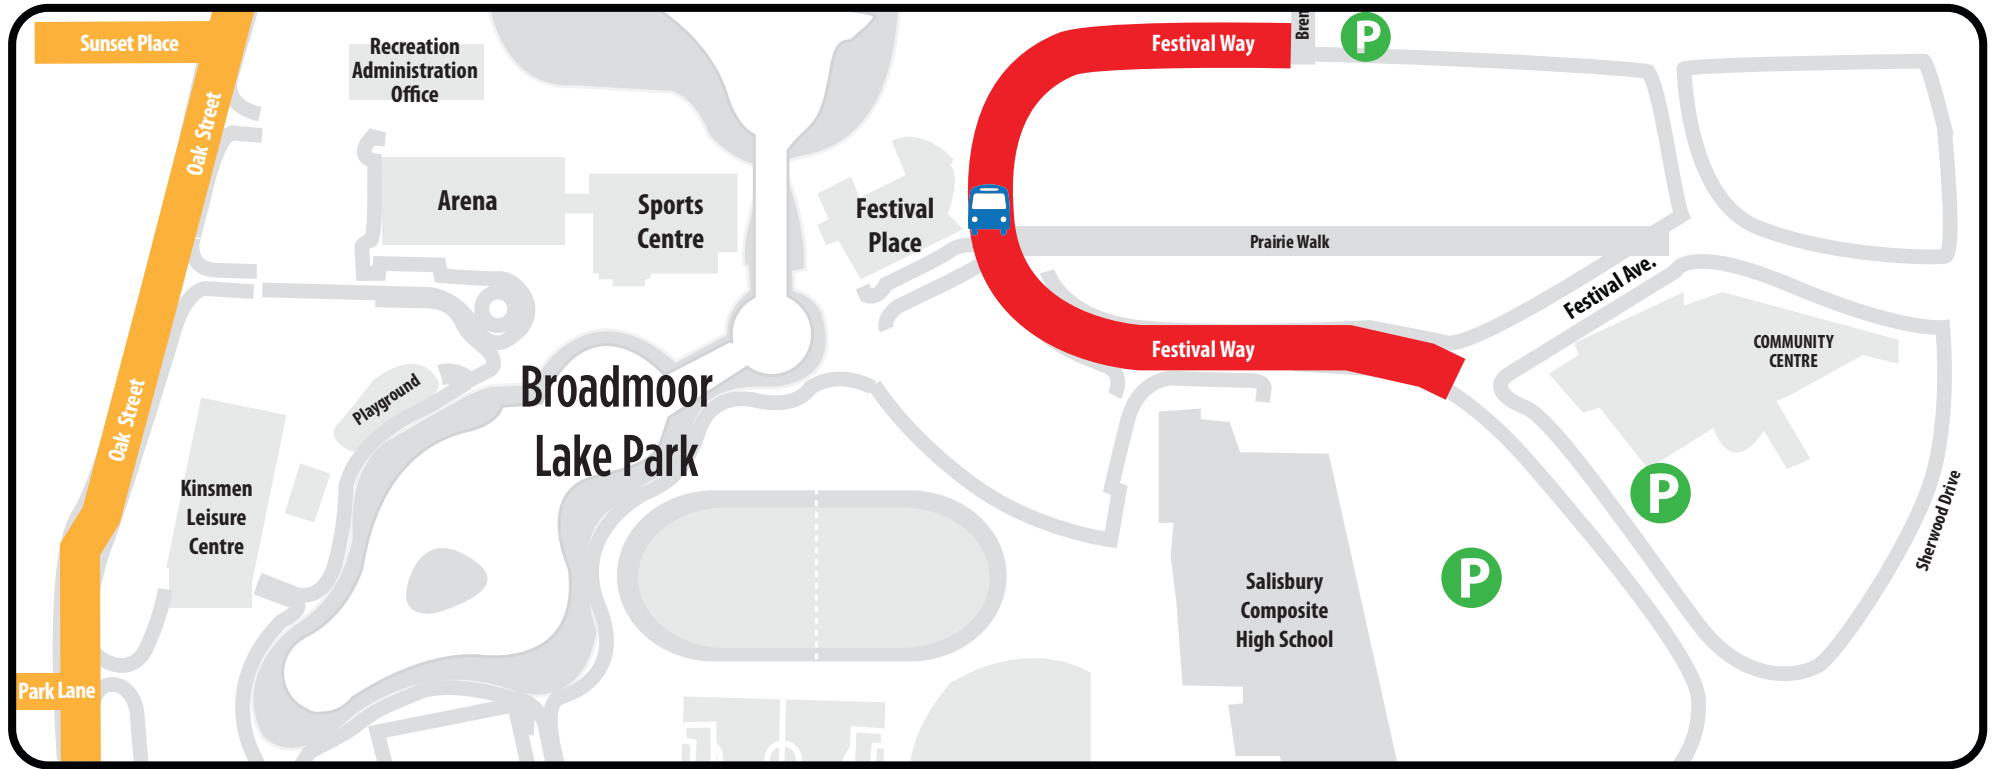 Sunset Place
Recreation
Administration
Office
Festival Way
Bren
P
Oak Street
Arena
Sports
Centre
Festival
Place
Prairie Walk
Festival Ave.
COMMUNITY
CENTRE
Festival Way
Playground
Broadmoor
Lake Park
Oak Street
Kinsmen
Leisure
Centre
P
Sherwood Drive
P
Salisbury
Composite
High School
Park Lane